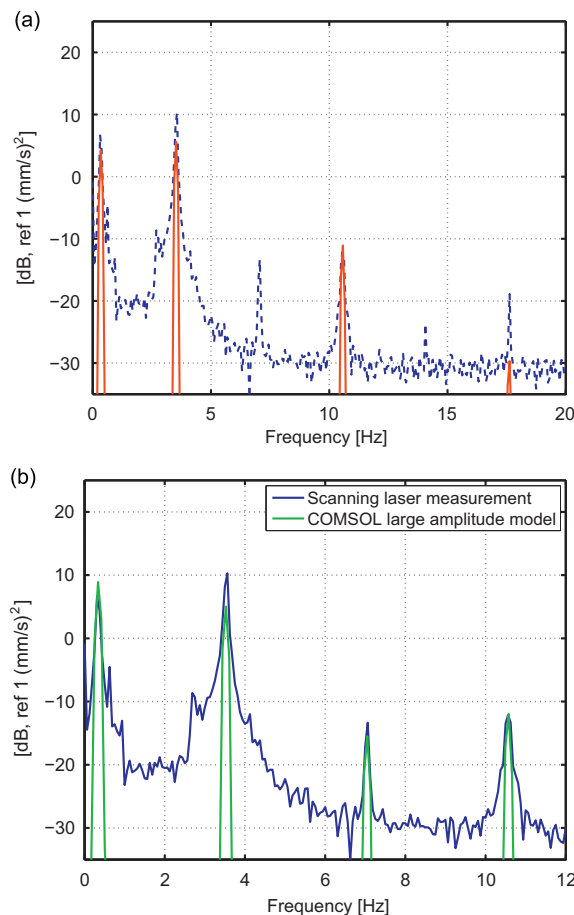 (a)
20
10
0
−10
−20
−30
[dB, ref 1 (mm/s)²]
0 5 10 15 20
Frequency [Hz]
(b)
Scanning laser measurement
COMSOL large amplitude model
20
10
0
−10
−20
−30
[dB, ref 1 (mm/s)²]
0 2 4 6 8 10 12
Frequency [Hz]